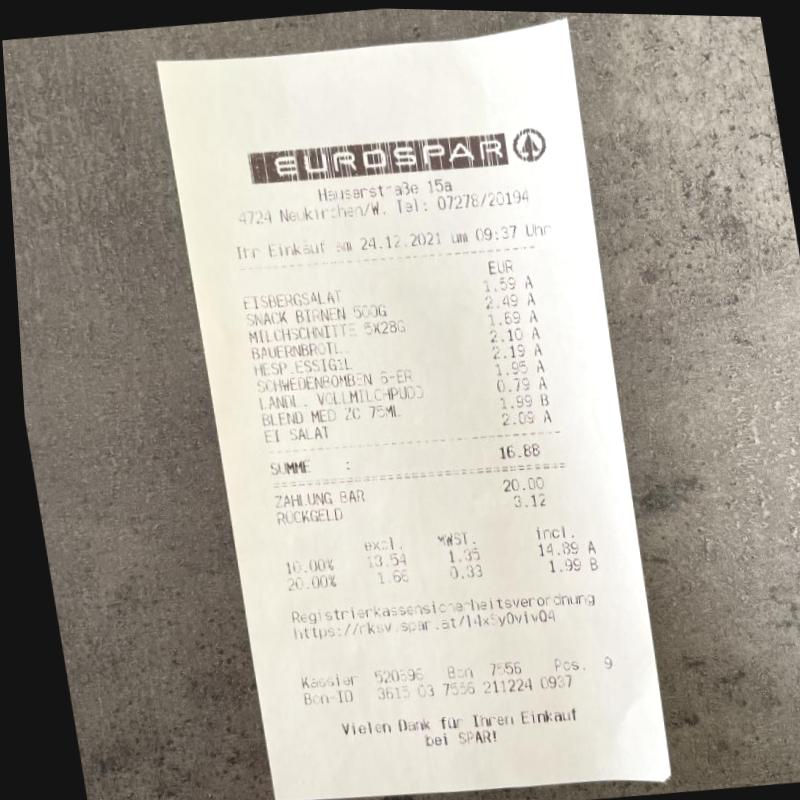 EUROSPAR
Hauserstraße 15a
4724 Neukirchen/W. Tel: 07278/20194
Ihr Einkauf am 24.12.2021 um 09:37 Uhr
EUR
EISBERGSALAT 1.59 A
SNACK BIRNEN 500G 2.49 A
MILCHSCHNITTE 5X28G 1.69 A
BAUERNBROTL. 2.10 A
HESP.ESSIG1L 2.19 A
SCHWEDENBOMBEN 6-ER 1.95 A
LANDL. VOLLMILCHPUDD 0.79 A
BLEND MED ZC 75ML 1.99 B
EI SALAT 2.09 A
SUMME : 16.88
ZAHLUNG BAR 20.00
RÜCKGELD 3.12
excl. MWST. incl.
10.00% 13.54 1.35 14.89 A
20.00% 1.66 0.33 1.99 B
Registrierkassensicherheitsverordnung
https://rksv.spar.at/
Kassier 520696 Bon 7556 Pos. 9
Bon-ID 3615 03 7556 211224 0937
Vielen Dank für Ihren Einkauf
bei SPAR!